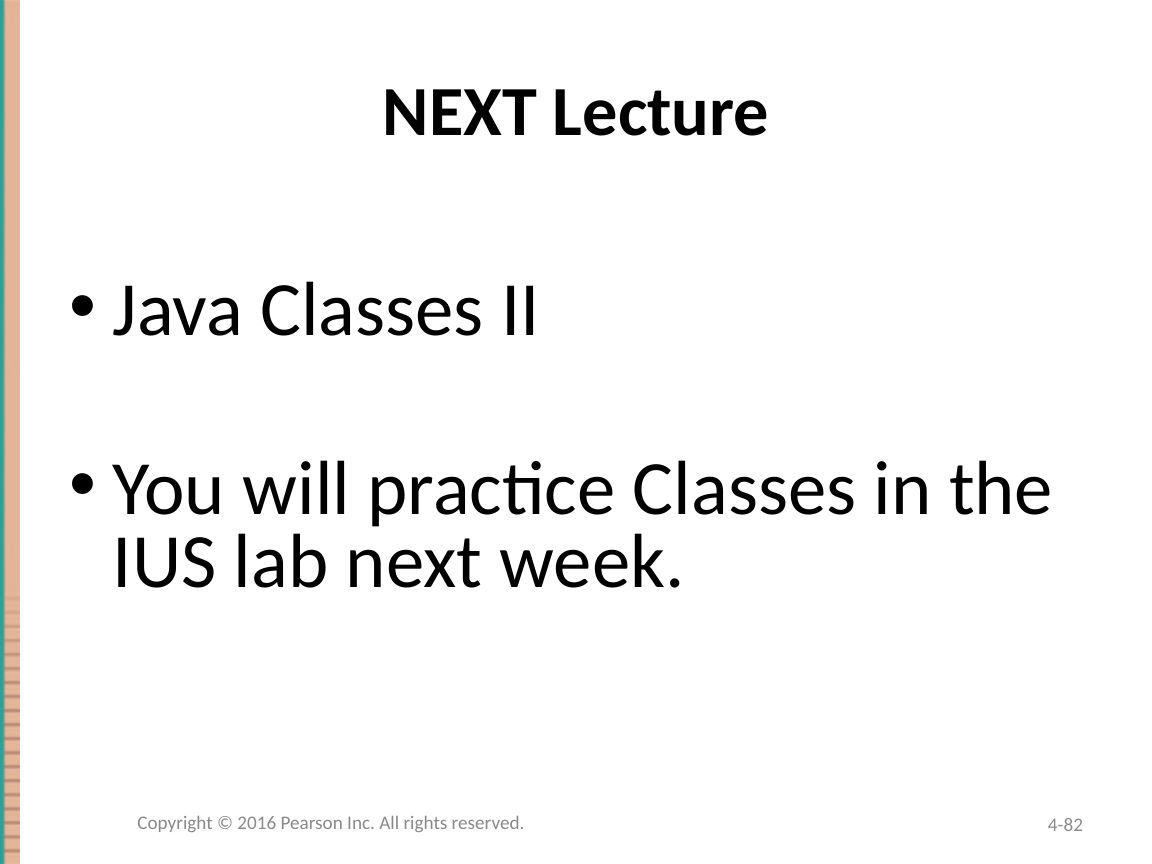 NEXT Lecture
• Java Classes II
• You will practice Classes in the
IUS lab next week.
Copyright © 2016 Pearson Inc. All rights reserved.
4-82